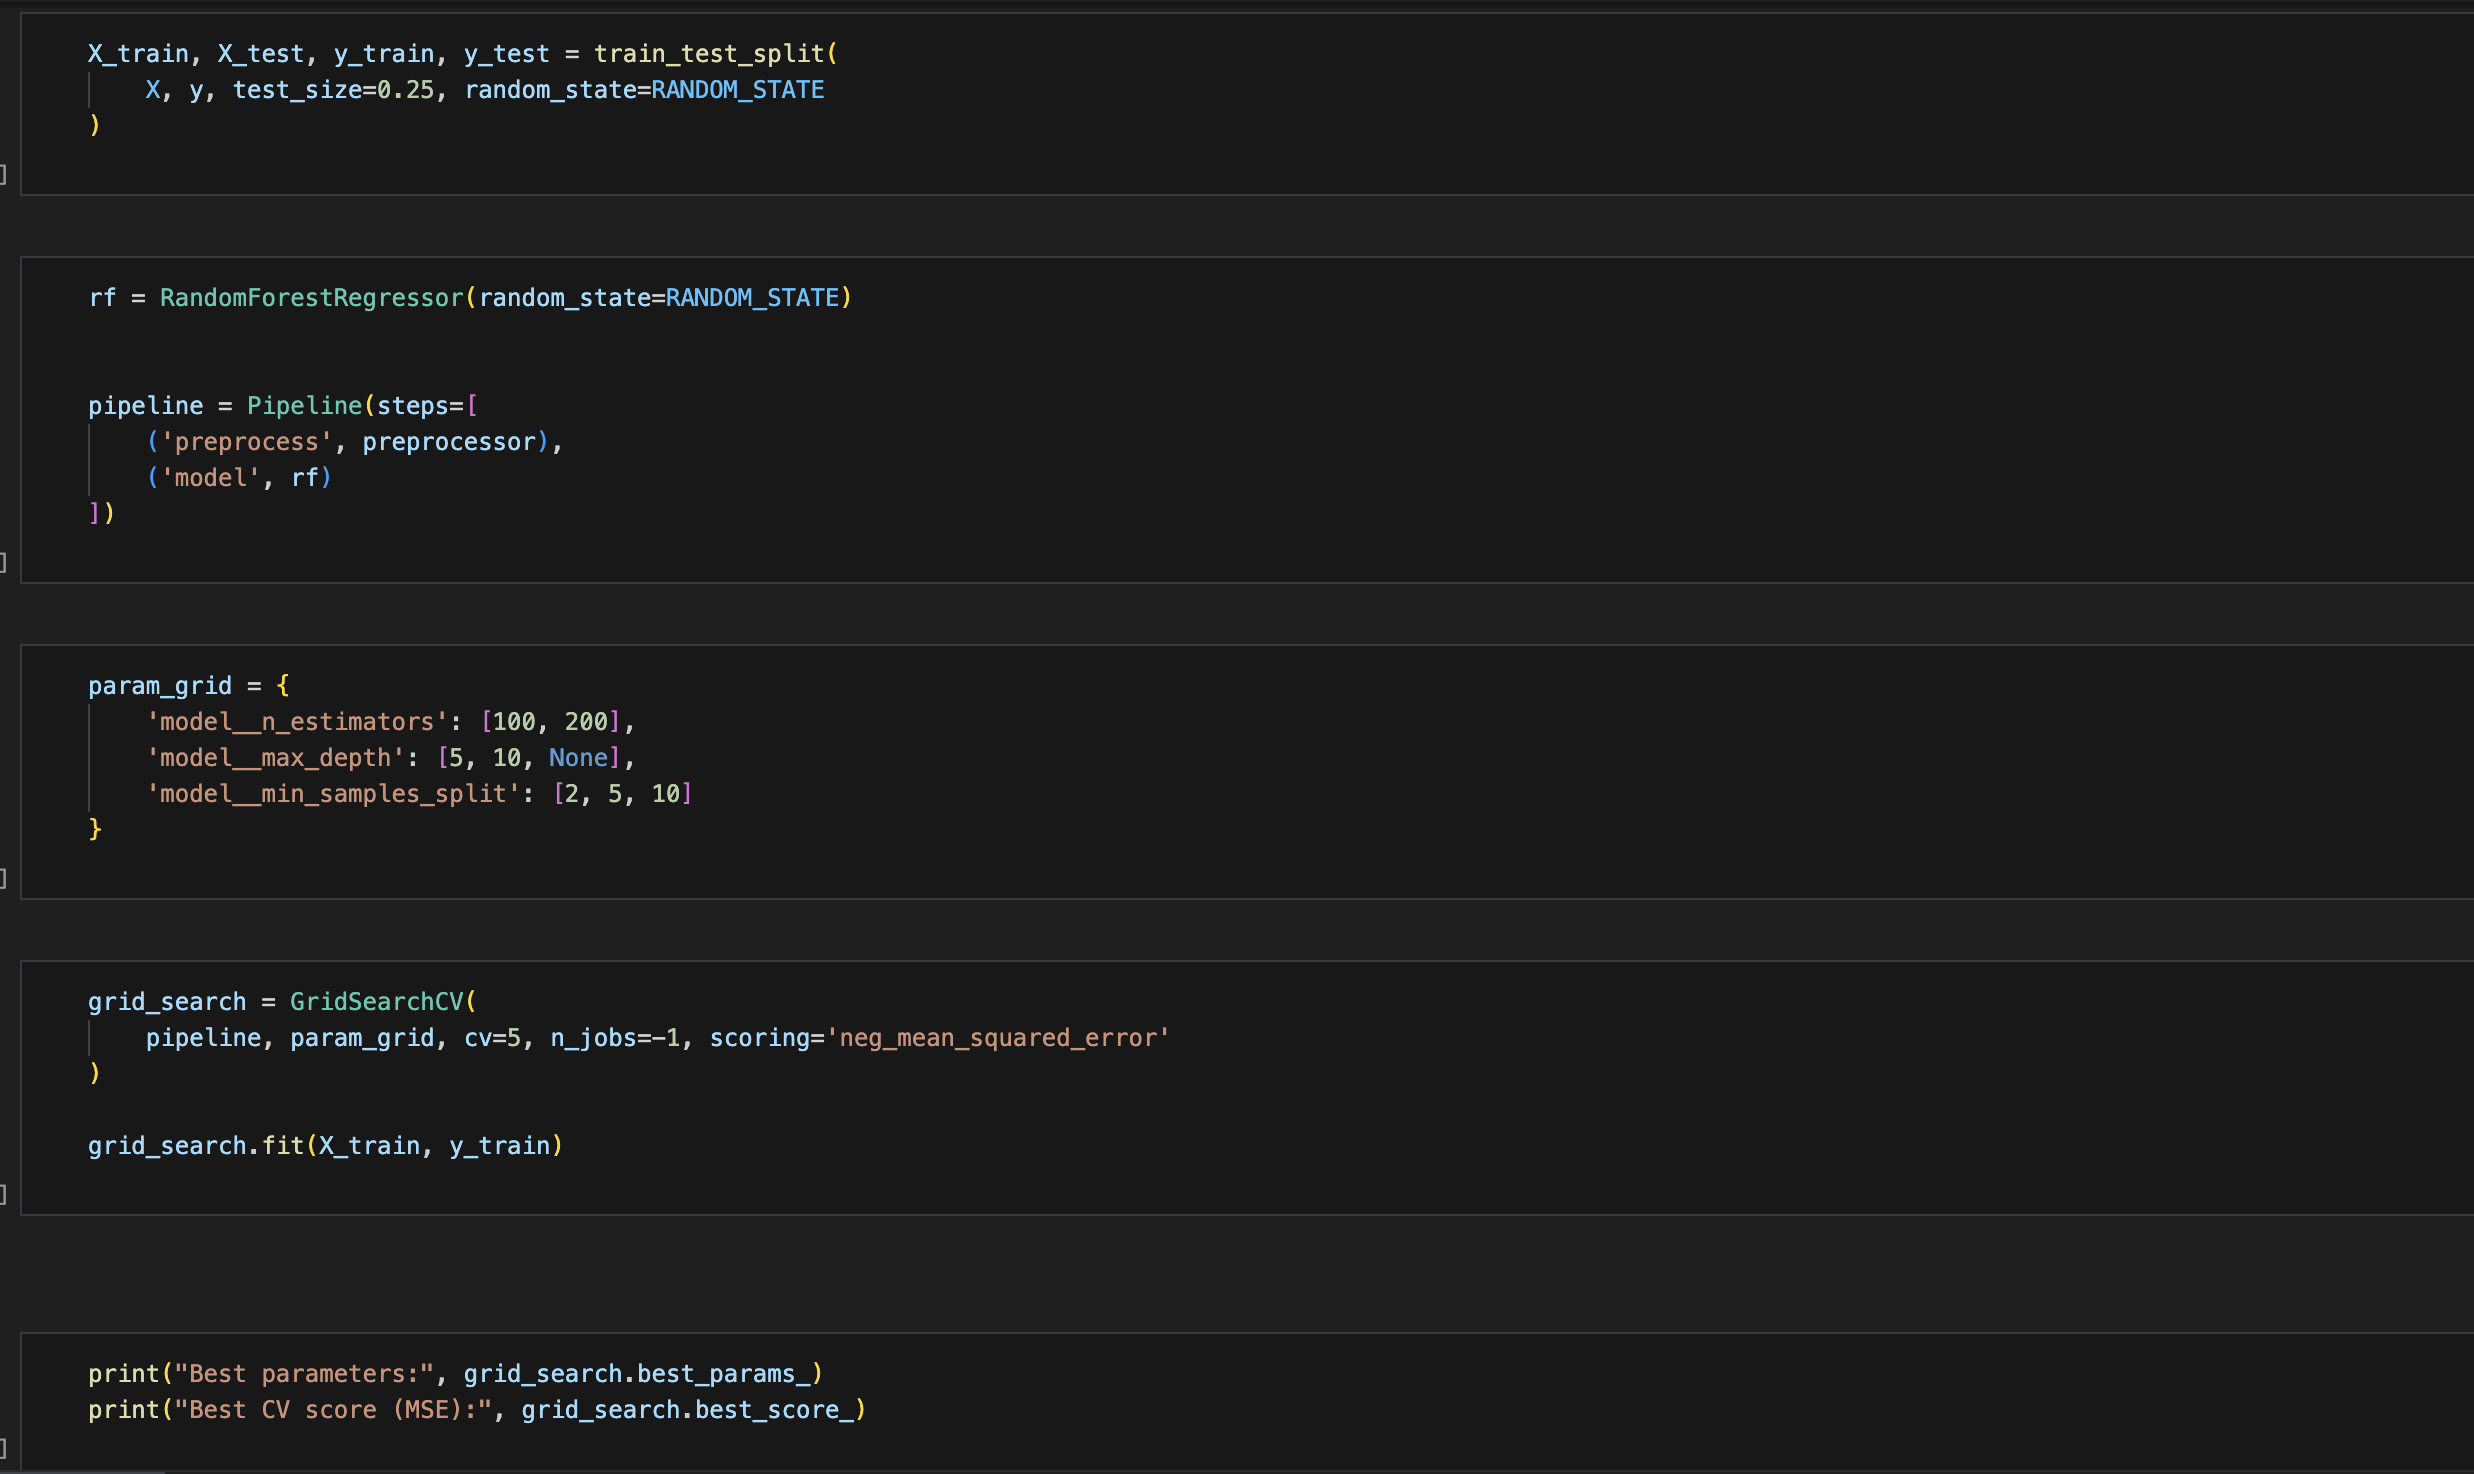 X_train, X_test, y_train, y_test = train_test_split(
    X, y, test_size=0.25, random_state=RANDOM_STATE
)
]
rf = RandomForestRegressor(random_state=RANDOM_STATE)
pipeline = Pipeline(steps=[
    ('preprocess', preprocessor),
    ('model', rf)
])
]
param_grid = {
    'model__n_estimators': [100, 200],
    'model__max_depth': [5, 10, None],
    'model__min_samples_split': [2, 5, 10]
}
]
grid_search = GridSearchCV(
    pipeline, param_grid, cv=5, n_jobs=-1, scoring='neg_mean_squared_error'
)
grid_search.fit(X_train, y_train)
]
print("Best parameters:", grid_search.best_params_)
print("Best CV score (MSE):", grid_search.best_score_)
]